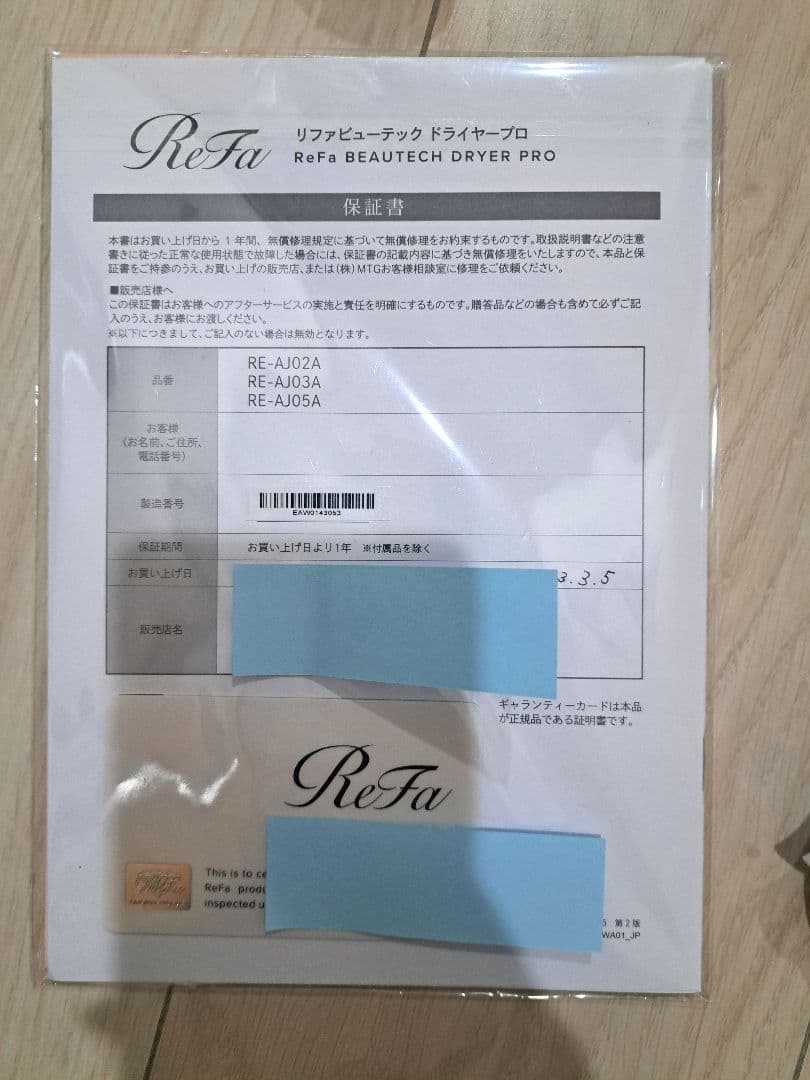 ReFa
リファビューテック ドライヤープロ
ReFa BEAUTECH DRYER PRO
保証書
本書はお買い上げ日から 1 年間、無償修理規定に基づいて無償修理をお約束するものです。取扱説明書などの注意
書きに従った正常な使用状態で故障した場合には、保証書の記載内容に基づき無償修理をいたしますので、本品と保
証書をご持参のうえ、お買い上げの販売店、または(株)MTGお客様相談室に修理をご依頼ください。
■販売店様へ
この保証書はお客様へのアフターサービスの実施と責任を明確にするものです。贈答品などの場合も含めて必ずご記
入のうえ、お客様にお渡しください。
※以下につきまして、ご記入のない場合は無効となります。
品番
RE-AJ02A
RE-AJ03A
RE-AJ05A
お客様
(お名前、ご住所、
電話番号)
製造番号
EAW0143053
保証期間
お買い上げ日より1年 ※付属品を除く
お買い上げ日
3.3.5
販売店名
ギャランティーカードは本品
が正規品である証明書です。
ReFa
This is to ce
ReFa produ
inspected u
5 第2版
WA01_JP